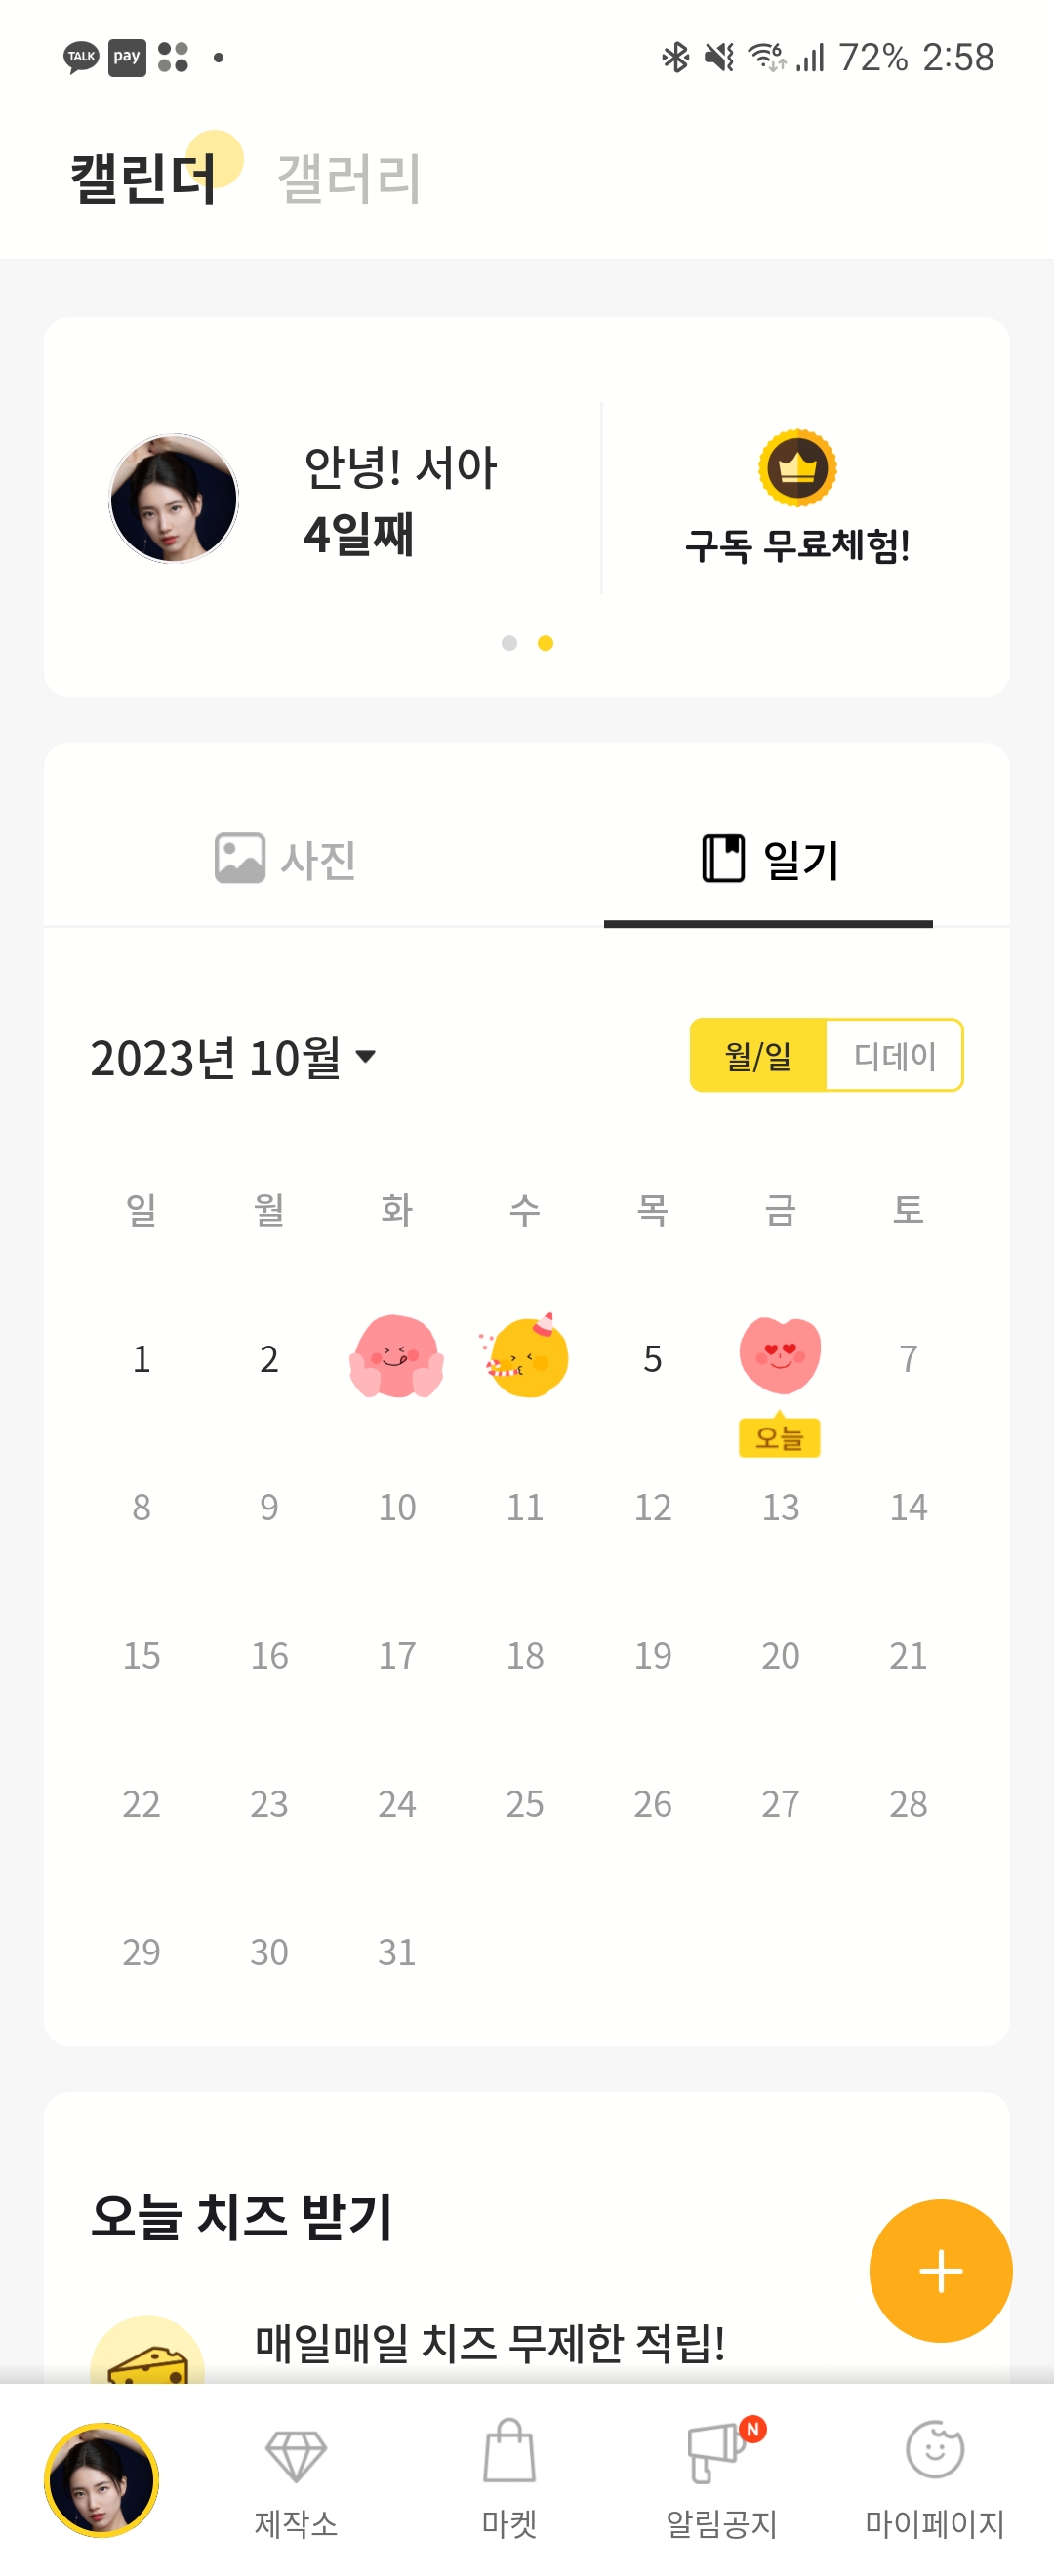 TALK pay 72% 2:58
캘린더 갤러리
안녕! 서아
4일째
구독 무료체험!
사진 일기
2023년 10월 월/일 디데이
일 월 화 수 목 금 토
1 2 5 7
오늘
8 9 10 11 12 13 14
15 16 17 18 19 20 21
22 23 24 25 26 27 28
29 30 31
오늘 치즈 받기
매일매일 치즈 무제한 적립!
N
제작소 마켓 알림공지 마이페이지